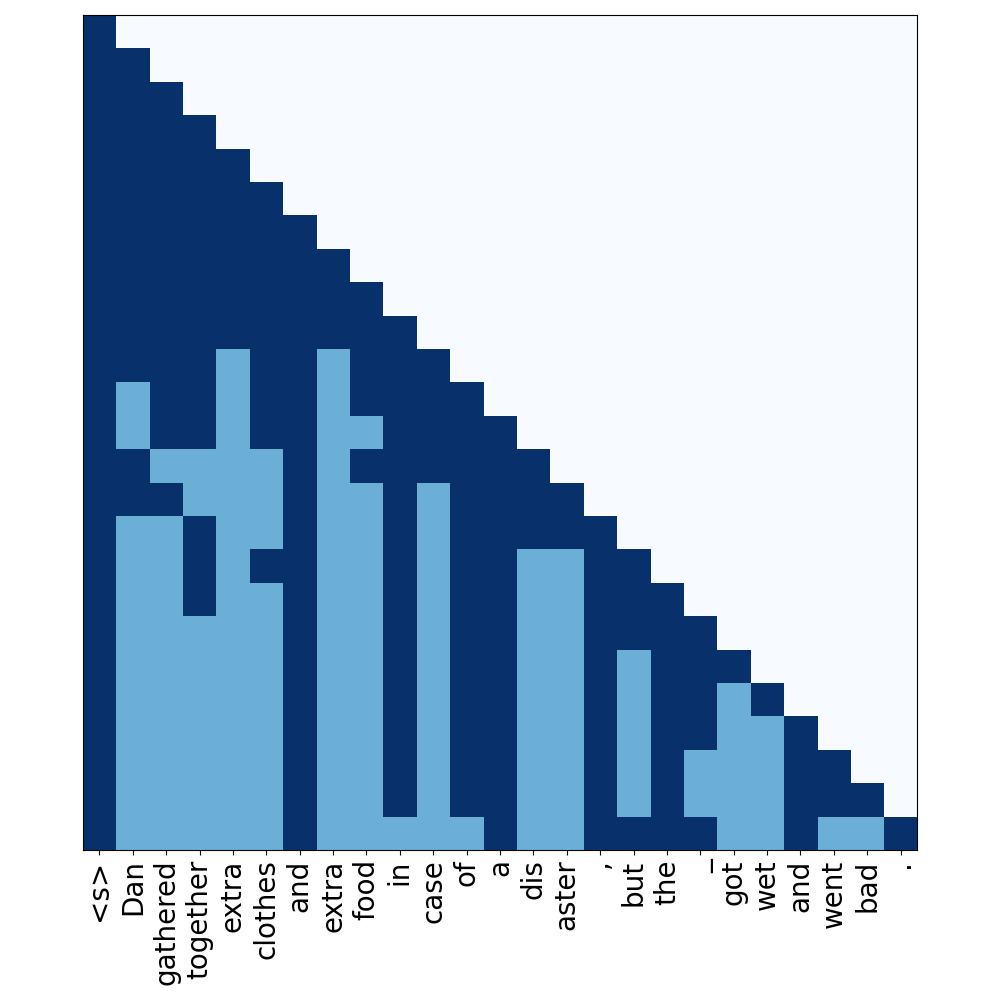 <s>
Dan
gathered
together
extra
clothes
and
extra
food
in
case
of
a
dis
aster
,
but
the
_
got
wet
and
went
bad
.